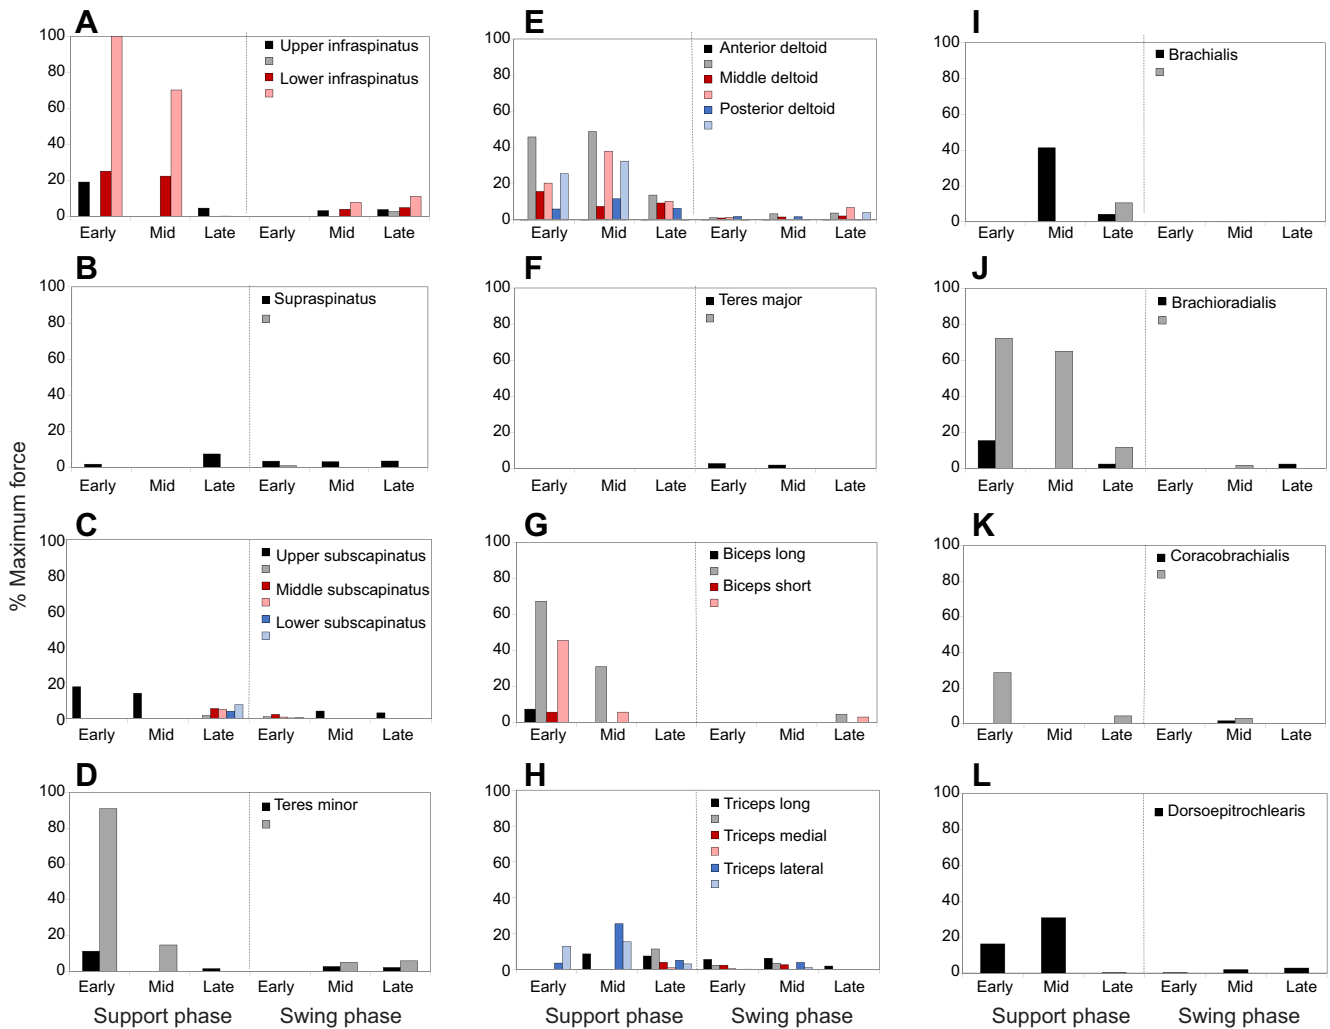 % Maximum force
A
100
80
60
40
20
0
Upper infraspinatus
Lower infraspinatus
Early Mid Late Early Mid Late
B
100
80
60
40
20
0
Supraspinatus
Early Mid Late Early Mid Late
C
100
80
60
40
20
0
Upper subscapinatus
Middle subscapinatus
Lower subscapinatus
Early Mid Late Early Mid Late
D
100
80
60
40
20
0
Teres minor
Early Mid Late Early Mid Late
Support phase Swing phase
E
100
80
60
40
20
0
Anterior deltoid
Middle deltoid
Posterior deltoid
Early Mid Late Early Mid Late
F
100
80
60
40
20
0
Teres major
Early Mid Late Early Mid Late
G
100
80
60
40
20
0
Biceps long
Biceps short
Early Mid Late Early Mid Late
H
100
80
60
40
20
0
Triceps long
Triceps medial
Triceps lateral
Early Mid Late Early Mid Late
Support phase Swing phase
I
100
80
60
40
20
0
Brachialis
Early Mid Late Early Mid Late
J
100
80
60
40
20
0
Brachioradialis
Early Mid Late Early Mid Late
K
100
80
60
40
20
0
Coracobrachialis
Early Mid Late Early Mid Late
L
100
80
60
40
20
0
Dorsoepitrochlearis
Early Mid Late Early Mid Late
Support phase Swing phase